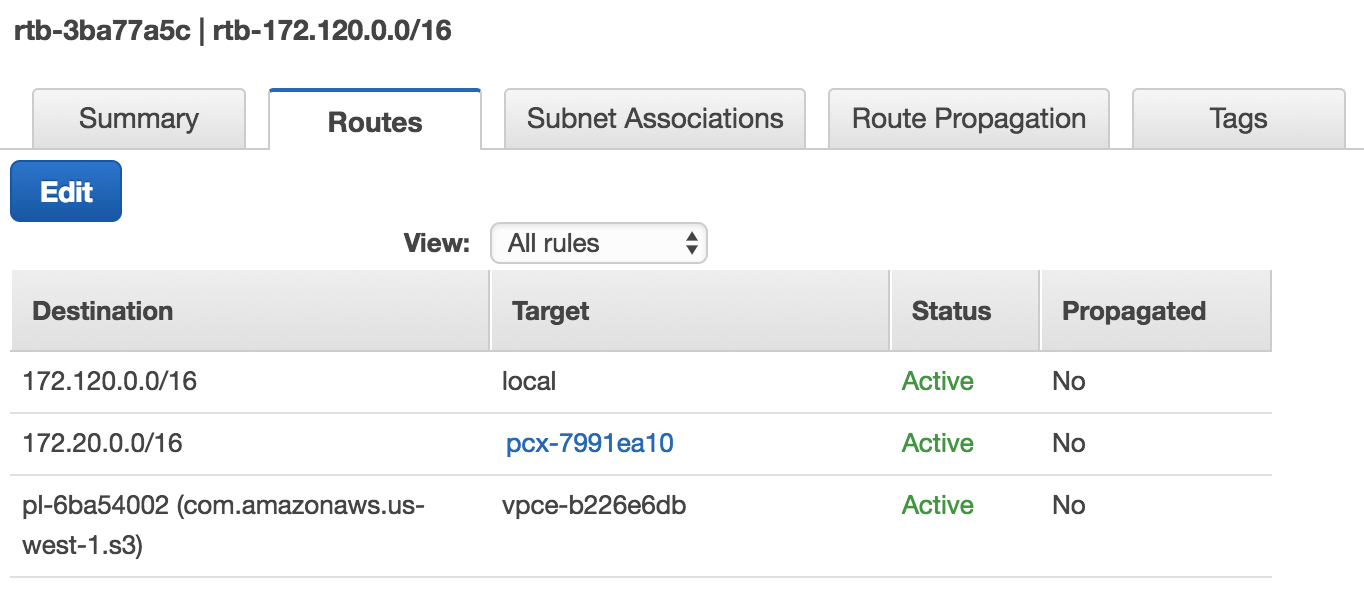 rtb-3ba77a5c | rtb-172.120.0.0/16
Summary Routes Subnet Associations Route Propagation Tags
Edit
View: All rules
Destination Target Status Propagated
172.120.0.0/16 local Active No
172.20.0.0/16 pcx-7991ea10 Active No
pl-6ba54002 (com.amazonaws.us- vpce-b226e6db Active No
west-1.s3)